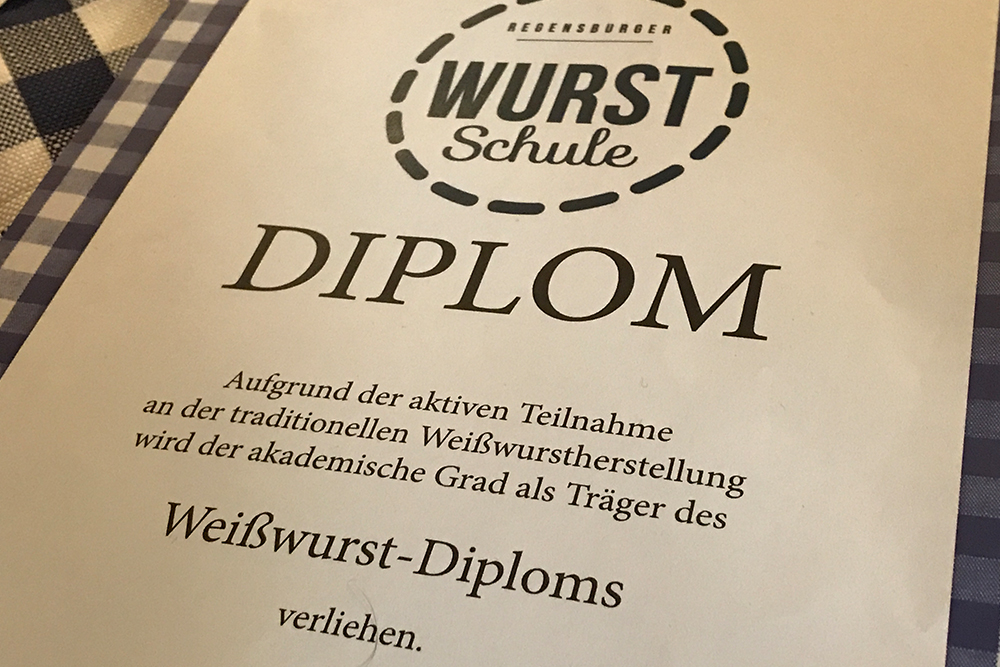 REGENSBURGER
WURST
Schule
DIPLOM
Aufgrund der aktiven Teilnahme
an der traditionellen Weißwurstherstellung
wird der akademische Grad als Träger des
Weißwurst-Diploms
verliehen.